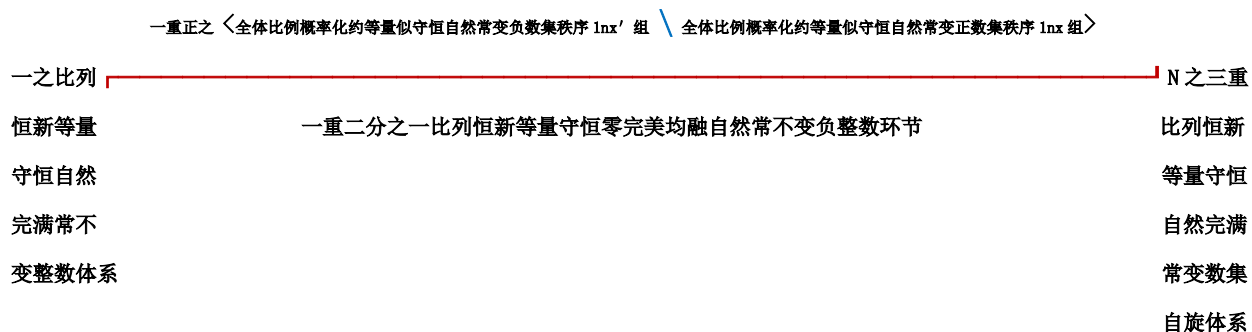 一重正之〈全体比例概率化约等量似守恒自然常变负数集秩序 lnx′组 \ 全体比例概率化约等量似守恒自然常变正数集秩序 lnx 组〉
一之比列
恒新等量
守恒自然
完满常不
变整数体系
一重二分之一比列恒新等量守恒零完美均融自然常不变负整数环节
N 之三重
比列恒新
等量守恒
自然完满
常变数集
自旋体系